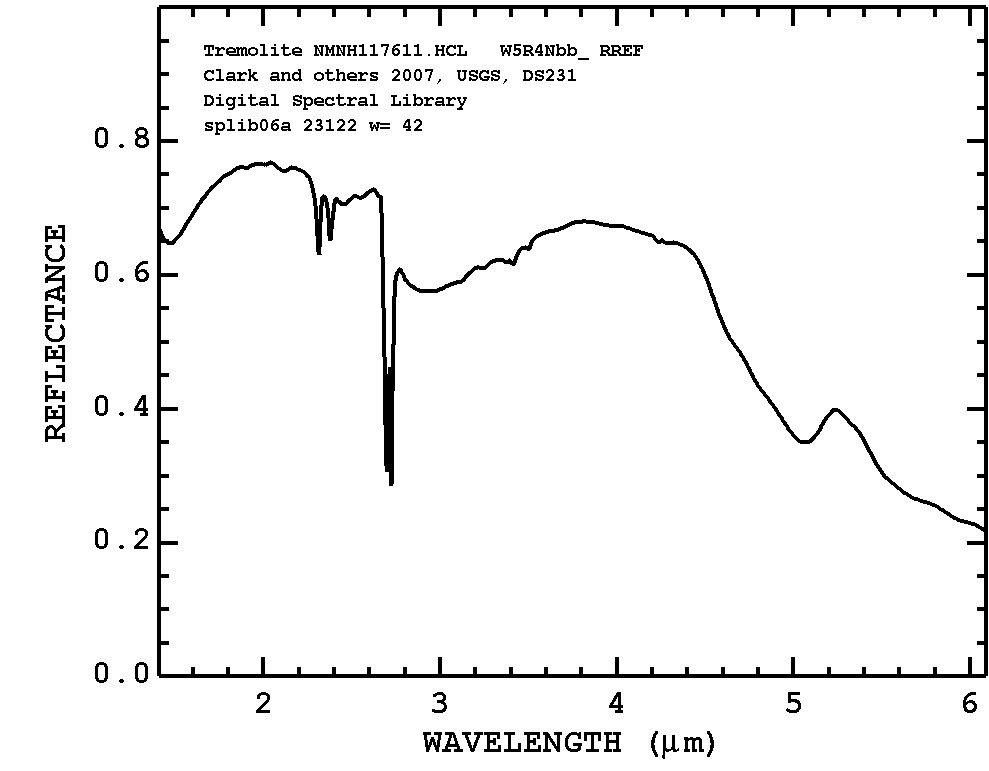 Tremolite NMNH117611.HCL W5R4Nbb_ RREF
Clark and others 2007, USGS, DS231
Digital Spectral Library
splib06a 23122 w= 42
0.8
0.6
0.4
0.2
0.0
REFLECTANCE
2 3 4 5 6
WAVELENGTH (μm)